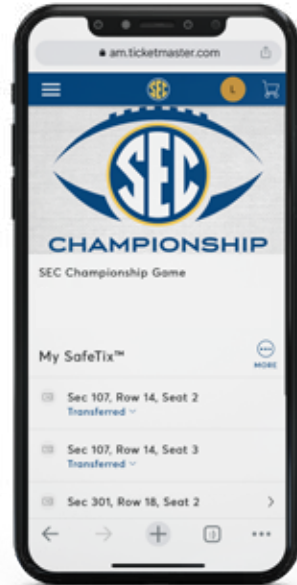 am.ticketmaster.com
SEC
L
SEC
CHAMPIONSHIP
SEC Championship Game
My SafeTix™
MORE
Sec 107, Row 14, Seat 2
Transferred
Sec 107, Row 14, Seat 3
Transferred
Sec 301, Row 18, Seat 2